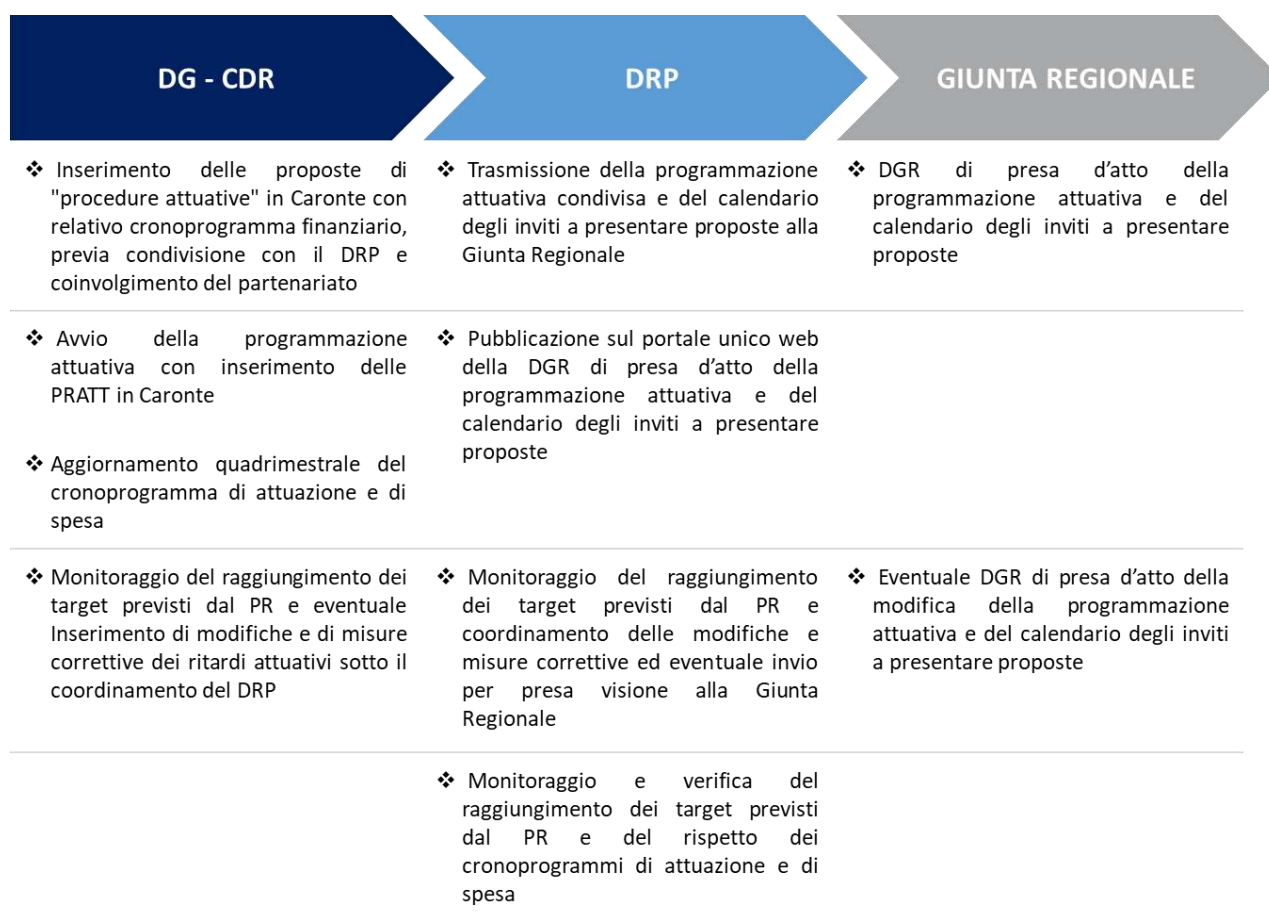 DG - CDR
DRP
GIUNTA REGIONALE
❖ Inserimento delle proposte di
"procedure attuative" in Caronte con
relativo cronoprogramma finanziario,
previa condivisione con il DRP e
coinvolgimento del partenariato
❖ Trasmissione della programmazione
attuativa condivisa e del calendario
degli inviti a presentare proposte alla
Giunta Regionale
❖ DGR di presa d’atto della
programmazione attuativa e del
calendario degli inviti a presentare
proposte
❖ Avvio della programmazione
attuativa con inserimento delle
PRATT in Caronte
❖ Aggiornamento quadrimestrale del
cronoprogramma di attuazione e di
spesa
❖ Pubblicazione sul portale unico web
della DGR di presa d’atto della
programmazione attuativa e del
calendario degli inviti a presentare
proposte
❖ Monitoraggio del raggiungimento dei
target previsti dal PR e eventuale
Inserimento di modifiche e di misure
correttive dei ritardi attuativi sotto il
coordinamento del DRP
❖ Monitoraggio del raggiungimento
dei target previsti dal PR e
coordinamento delle modifiche e
misure correttive ed eventuale invio
per presa visione alla Giunta
Regionale
❖ Eventuale DGR di presa d’atto della
modifica della programmazione
attuativa e del calendario degli inviti
a presentare proposte
❖ Monitoraggio e verifica del
raggiungimento dei target previsti
dal PR e del rispetto dei
cronoprogrammi di attuazione e di
spesa